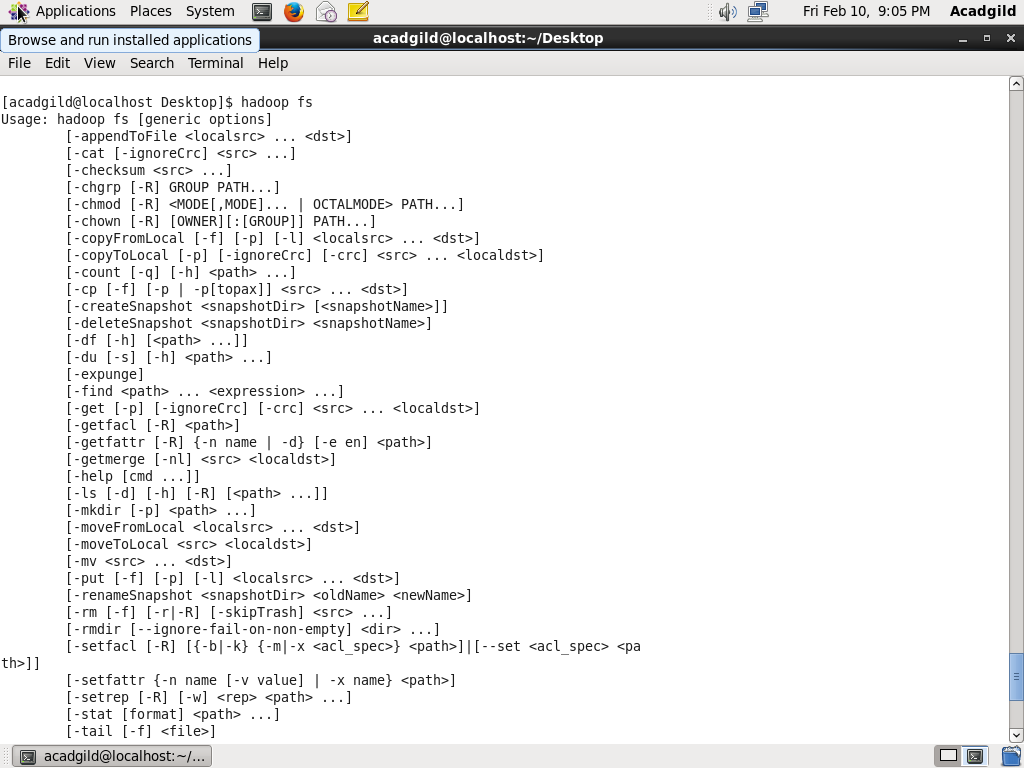 Applications Places System Fri Feb 10, 9:05 PM Acadgild
Browse and run installed applications
acadgild@localhost:~/Desktop
File Edit View Search Terminal Help
[acadgild@localhost Desktop]$ hadoop fs
Usage: hadoop fs [generic options]
[-appendToFile <localsrc> ... <dst>]
[-cat [-ignoreCrc] <src> ...]
[-checksum <src> ...]
[-chgrp [-R] GROUP PATH...]
[-chmod [-R] <MODE[,MODE]... | OCTALMODE> PATH...]
[-chown [-R] [OWNER][:[GROUP]] PATH...]
[-copyFromLocal [-f] [-p] [-l] <localsrc> ... <dst>]
[-copyToLocal [-p] [-ignoreCrc] [-crc] <src> ... <localdst>]
[-count [-q] [-h] <path> ...]
[-cp [-f] [-p | -p[topax]] <src> ... <dst>]
[-createSnapshot <snapshotDir> [<snapshotName>]]
[-deleteSnapshot <snapshotDir> <snapshotName>]
[-df [-h] [<path> ...]]
[-du [-s] [-h] <path> ...]
[-expunge]
[-find <path> ... <expression> ...]
[-get [-p] [-ignoreCrc] [-crc] <src> ... <localdst>]
[-getfacl [-R] <path>]
[-getfattr [-R] {-n name | -d} [-e en] <path>]
[-getmerge [-nl] <src> <localdst>]
[-help [cmd ...]]
[-ls [-d] [-h] [-R] [<path> ...]]
[-mkdir [-p] <path> ...]
[-moveFromLocal <localsrc> ... <dst>]
[-moveToLocal <src> <localdst>]
[-mv <src> ... <dst>]
[-put [-f] [-p] [-l] <localsrc> ... <dst>]
[-renameSnapshot <snapshotDir> <oldName> <newName>]
[-rm [-f] [-r|-R] [-skipTrash] <src> ...]
[-rmdir [--ignore-fail-on-non-empty] <dir> ...]
[-setfacl [-R] [{-b|-k} {-m|-x <acl_spec>} <path>]|[--set <acl_spec> <pa
th>]]
[-setfattr {-n name [-v value] | -x name} <path>]
[-setrep [-R] [-w] <rep> <path> ...]
[-stat [format] <path> ...]
[-tail [-f] <file>]
acadgild@localhost:~/...